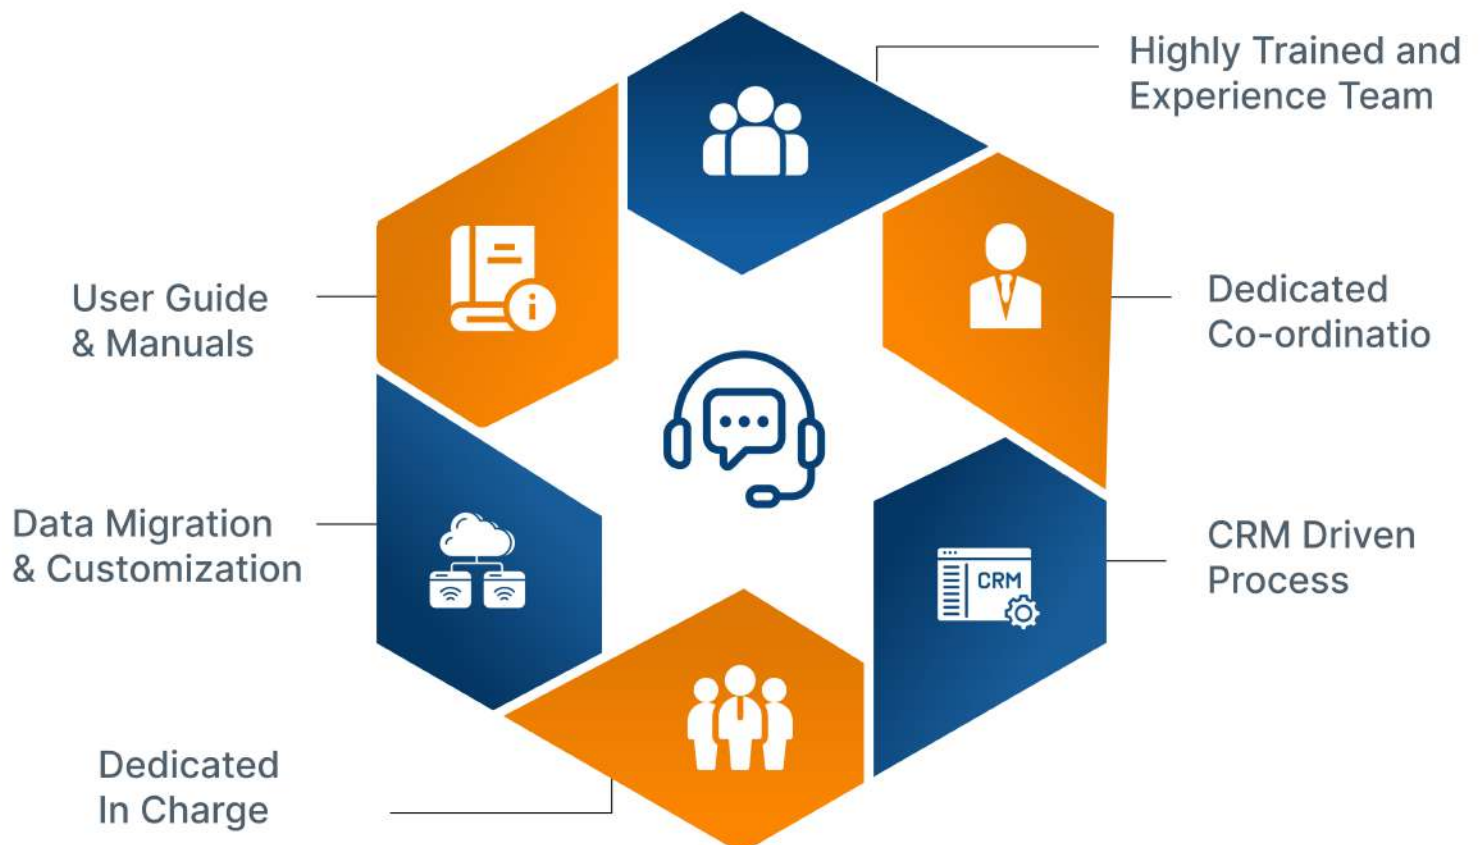 Highly Trained and
Experience Team
User Guide
& Manuals
Dedicated
Co-ordinatio
Data Migration
& Customization
CRM
CRM Driven
Process
Dedicated
In Charge